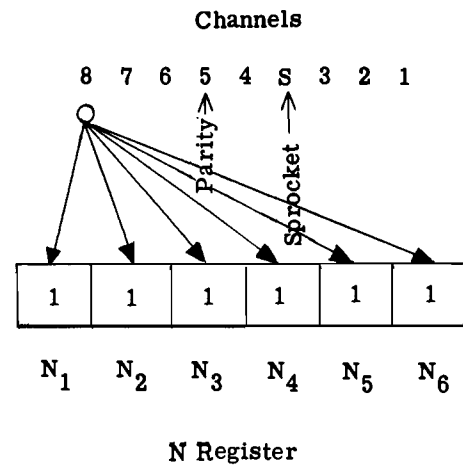 Channels
8 7 6 5 4 S 3 2 1
Parity
Sprocket
1 1 1 1 1 1
N1 N2 N3 N4 N5 N6
N Register